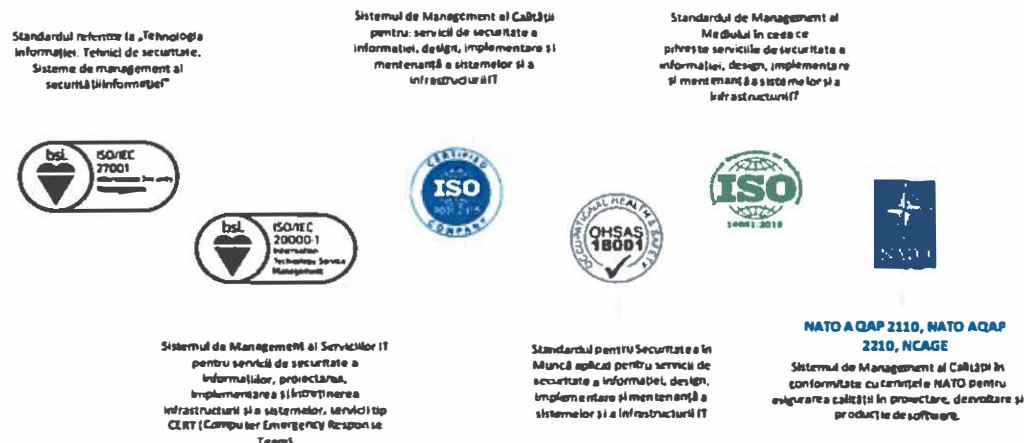 Standardul referitor la „Tehnologia
Informației. Tehnici de securitate.
Sisteme de management al
securității informației"
bsi.
ISO/IEC
27001
Sistemul de Management al Calității
pentru: servicii de securitate a
informatiei, design, implementare și
mentenanță a sistemelor și a
infrastructurii IT
CERTIFIED
ISO
COMPANY
Standardul de Management al
Mediului în ceea ce
privește serviciile de securitate a
informației, design, implementare
și mentenanță a sistemelor și a
infrastructurii IT
ISO
14001:2015
bsi.
ISO/IEC
20000-1
Information
Technology Service
Management
OCCUPATIONAL HEALTH & SAFETY
OHSAS
18001
NATO
Sistemul de Management al Serviciilor IT
pentru servicii de securitate a
informațiilor, proiectarea,
implementarea și întreținerea
infrastructurii și a sistemelor, servicii tip
CERT (Computer Emergency Response
Team)
Standardul pentru Securitatea în
Muncă aplicat pentru servicii de
securitate a informației, design,
implementare și mentenanță a
sistemelor și a infrastructurii IT
NATO AQAP 2110, NATO AQAP
2210, NCAGE
Sistemul de Management al Calității în
conformitate cu cerințele NATO pentru
asigurarea calității în proiectare, dezvoltare și
producție de software.